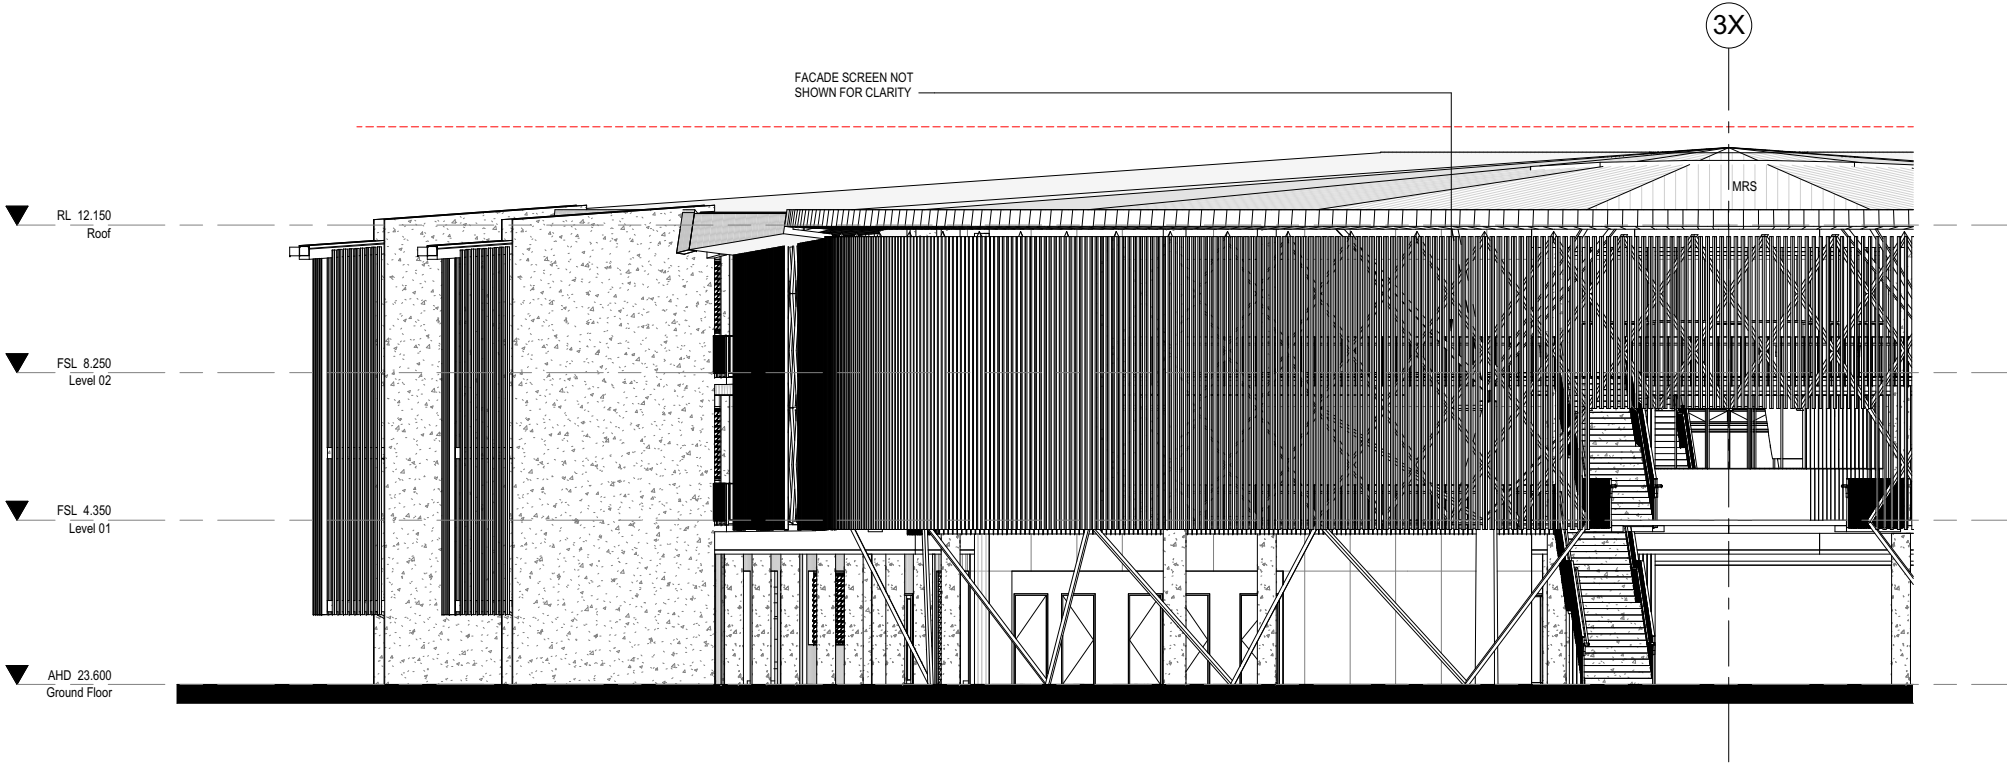 3X
FACADE SCREEN NOT
SHOWN FOR CLARITY
MRS
RL 12.150
Roof
FSL 8.250
Level 02
FSL 4.350
Level 01
AHD 23.600
Ground Floor